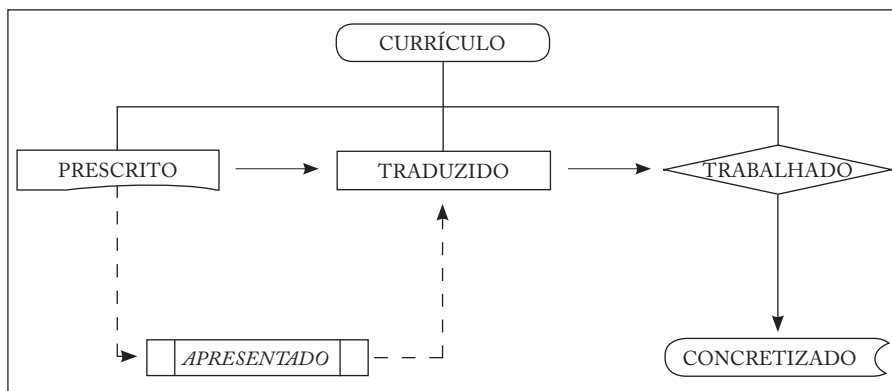 CURRÍCULO
PRESCRITO
TRADUZIDO
TRABALHADO
APRESENTADO
CONCRETIZADO